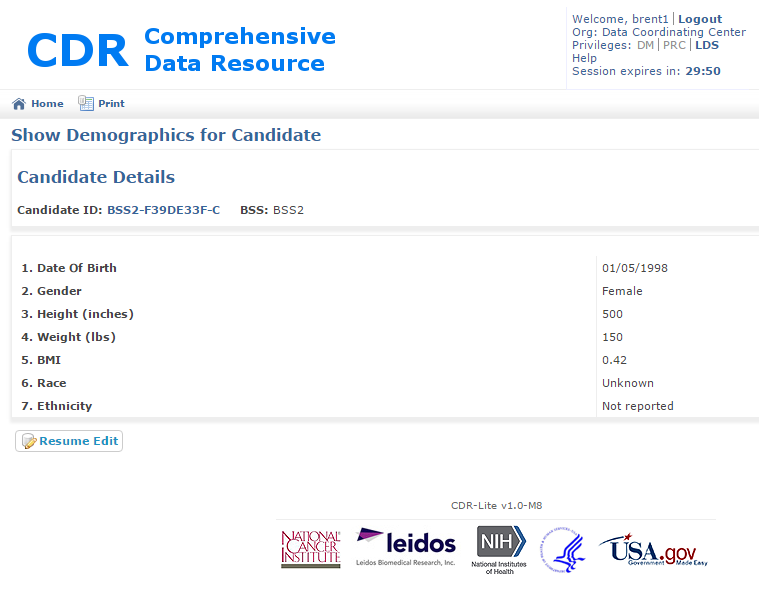 CDR Comprehensive
Data Resource
Welcome, brent1 | Logout
Org: Data Coordinating Center
Privileges: DM | PRC | LDS
Help
Session expires in: 29:50
Home Print
Show Demographics for Candidate
Candidate Details
Candidate ID: BSS2-F39DE33F-C BSS: BSS2
1. Date Of Birth 01/05/1998
2. Gender Female
3. Height (inches) 500
4. Weight (lbs) 150
5. BMI 0.42
6. Race Unknown
7. Ethnicity Not reported
Resume Edit
CDR-Lite v1.0-M8
NATIONAL
CANCER
INSTITUTE
leidos
Leidos Biomedical Research, Inc.
NIH
National Institutes
of Health
USA.gov
Government Made Easy